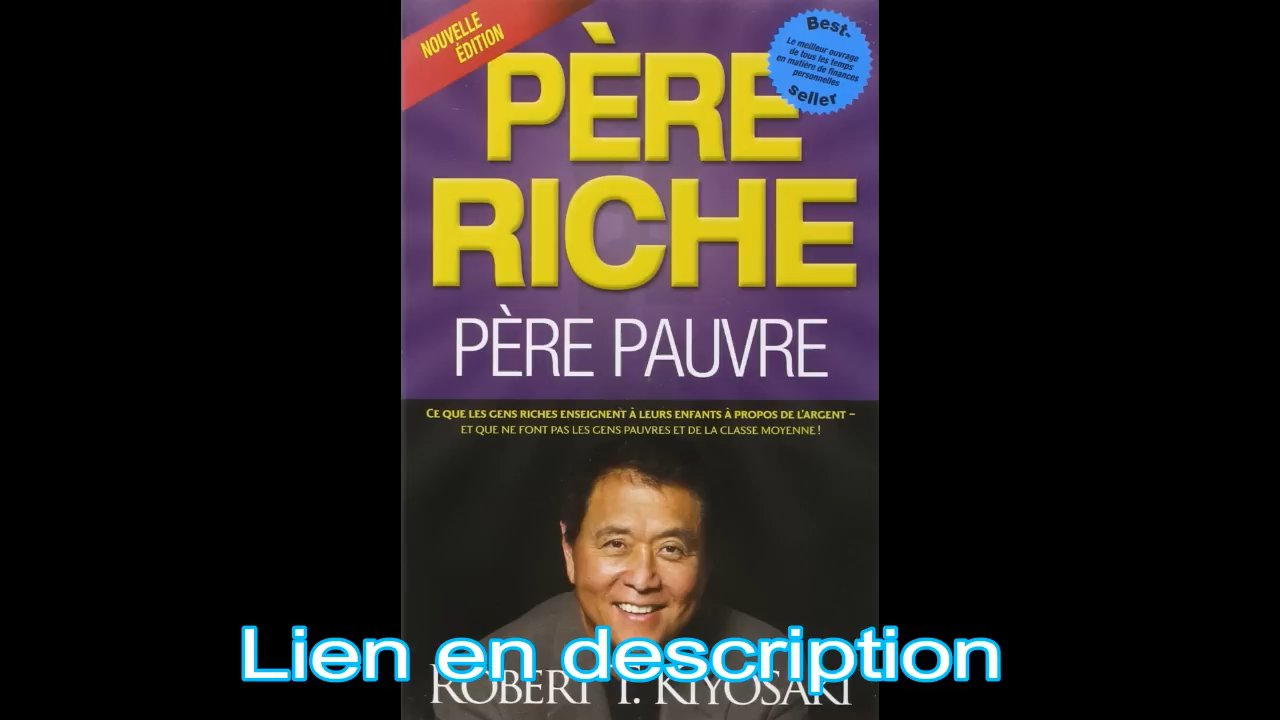 NOUVELLE
ÉDITION
Best-
Le meilleur ouvrage
de tous les temps
en matière de finances
personnelles
seller
PÈRE
RICHE
PÈRE PAUVRE
CE QUE LES GENS RICHES ENSEIGNENT À LEURS ENFANTS À PROPOS DE L'ARGENT –
ET QUE NE FONT PAS LES GENS PAUVRES ET DE LA CLASSE MOYENNE !
Lien en description
ROBERT T. KIYOSAKI